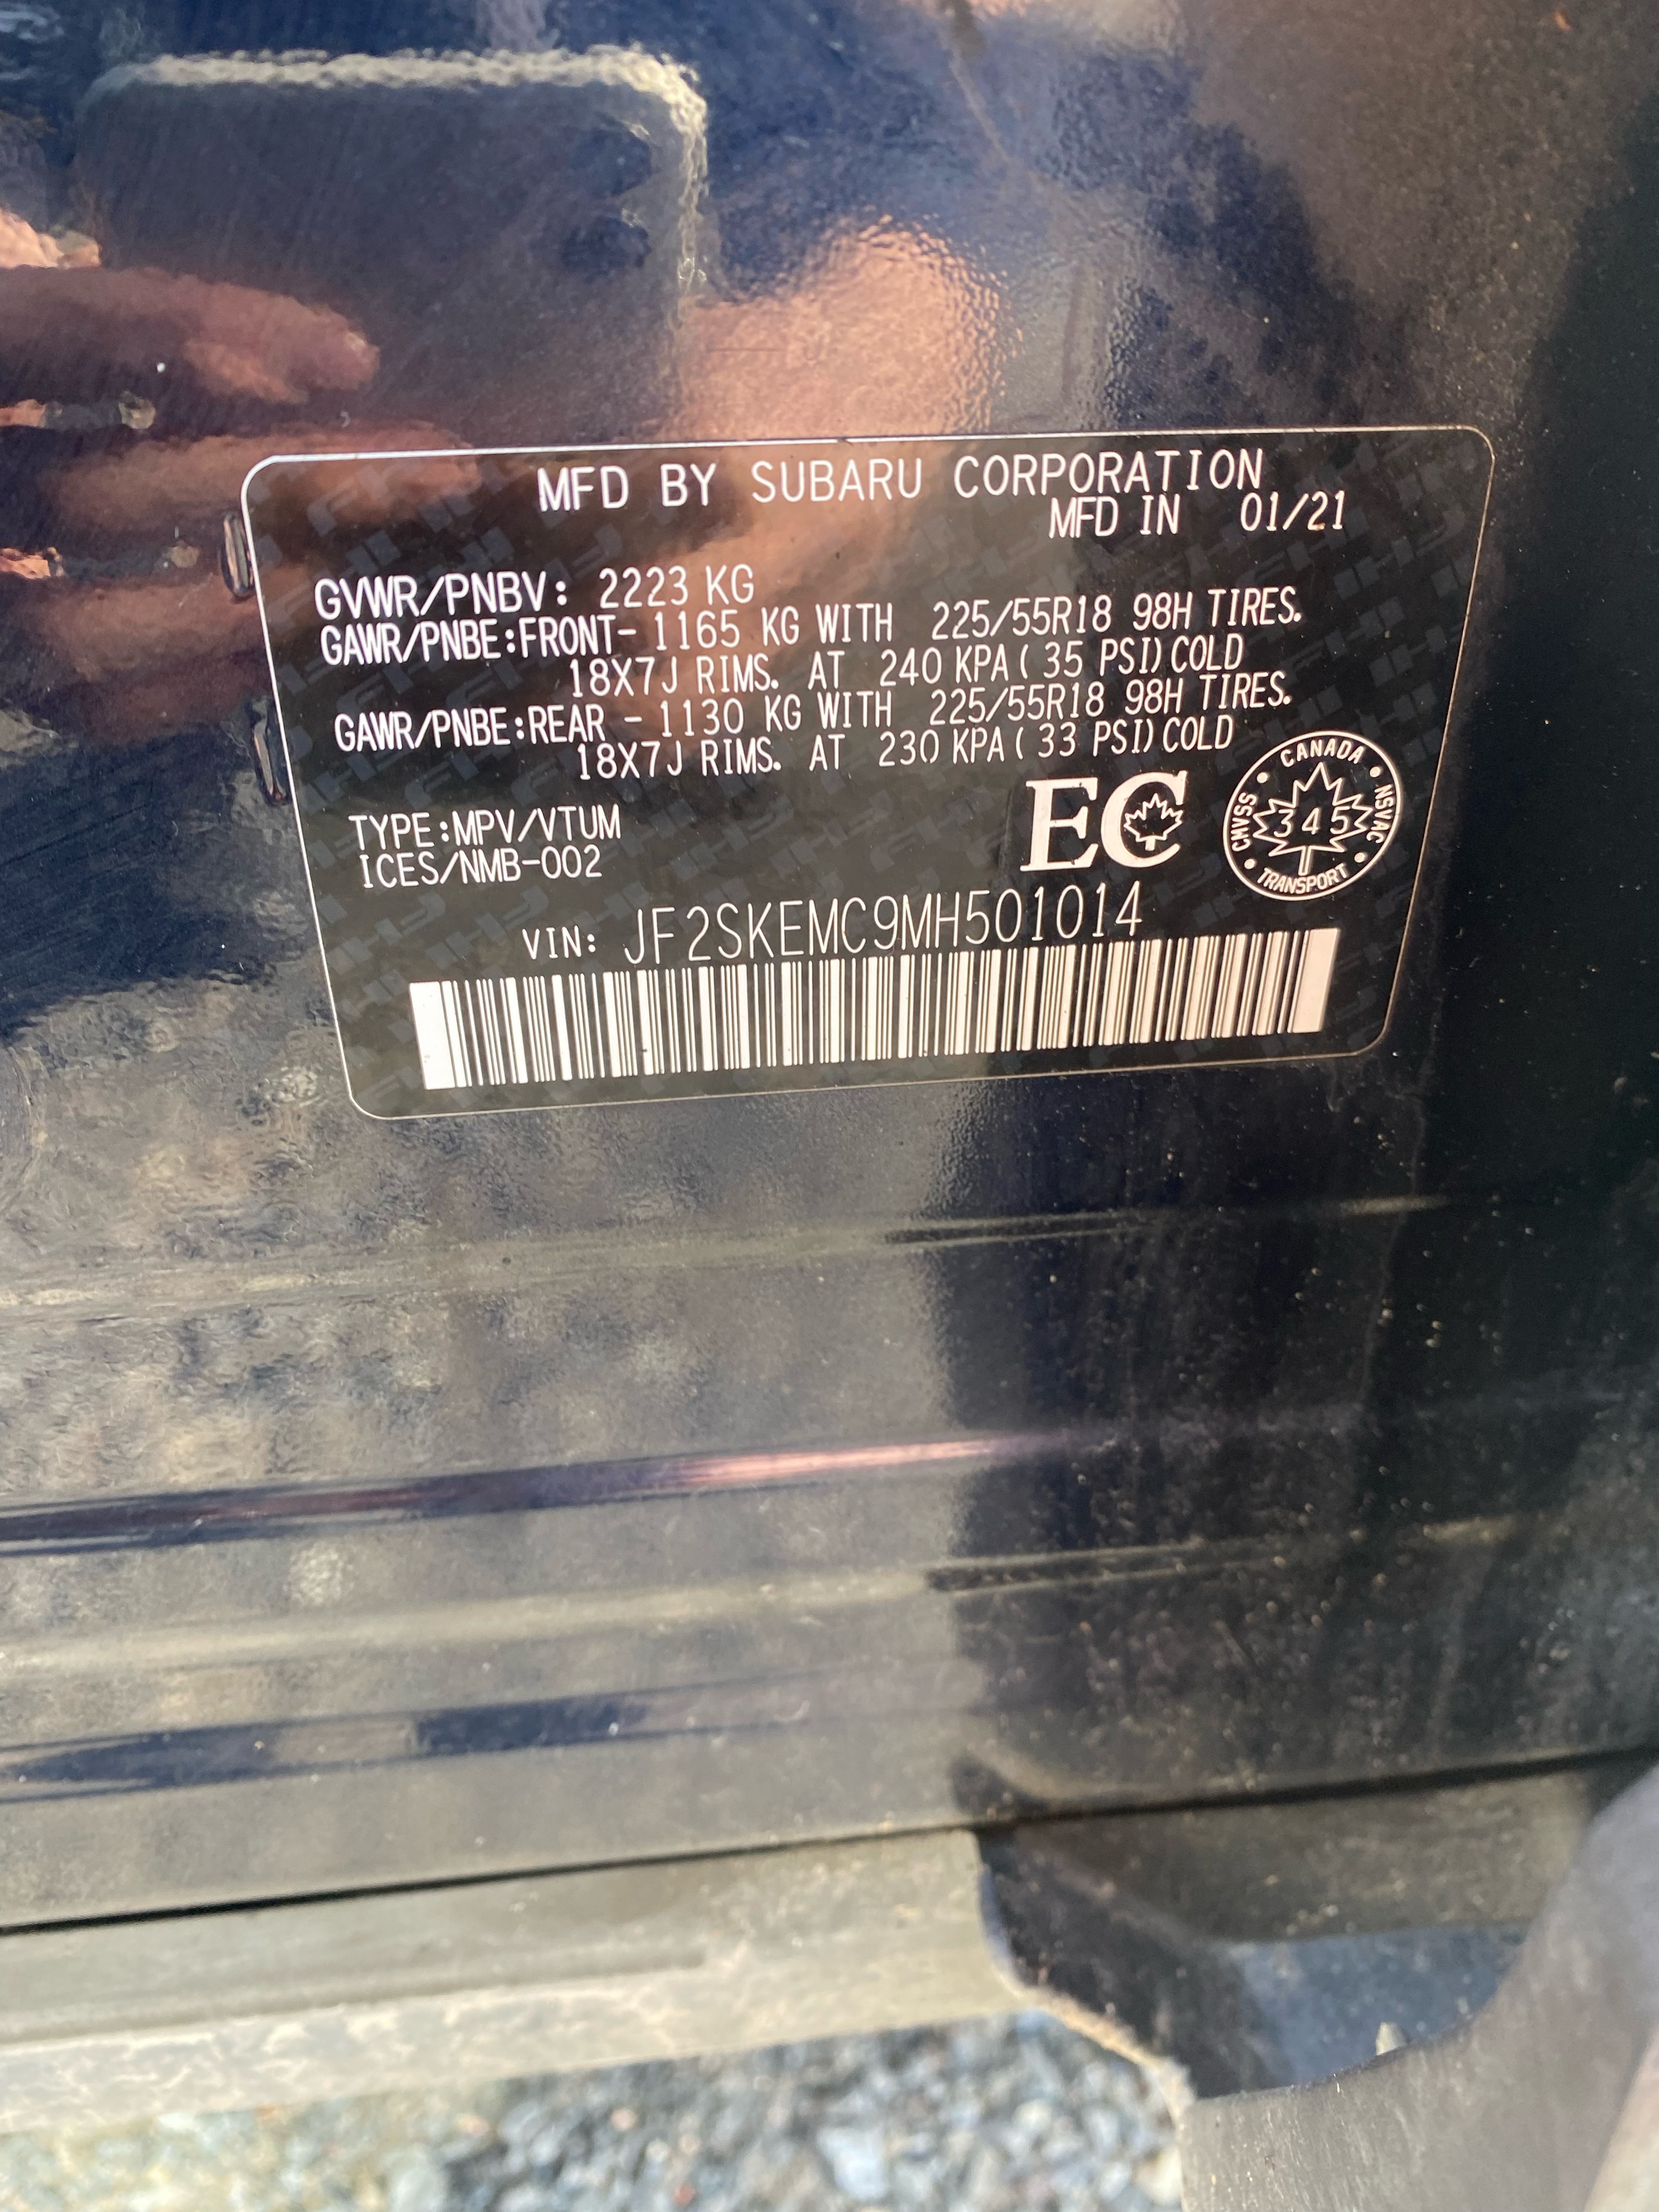 MFD BY SUBARU CORPORATION
MFD IN 01/21
GVWR/PNBV: 2223 KG
GAWR/PNBE:FRONT- 1165 KG WITH 225/55R18 98H TIRES.
18X7J RIMS. AT 240 KPA( 35 PSI)COLD
GAWR/PNBE:REAR - 1130 KG WITH 225/55R18 98H TIRES.
18X7J RIMS. AT 230 KPA( 33 PSI)COLD
TYPE:MPV/VTUM
ICES/NMB-002
EC
CANADA
CMVSS
345
NSVAC
TRANSPORT
VIN: JF2SKEMC9MH501014